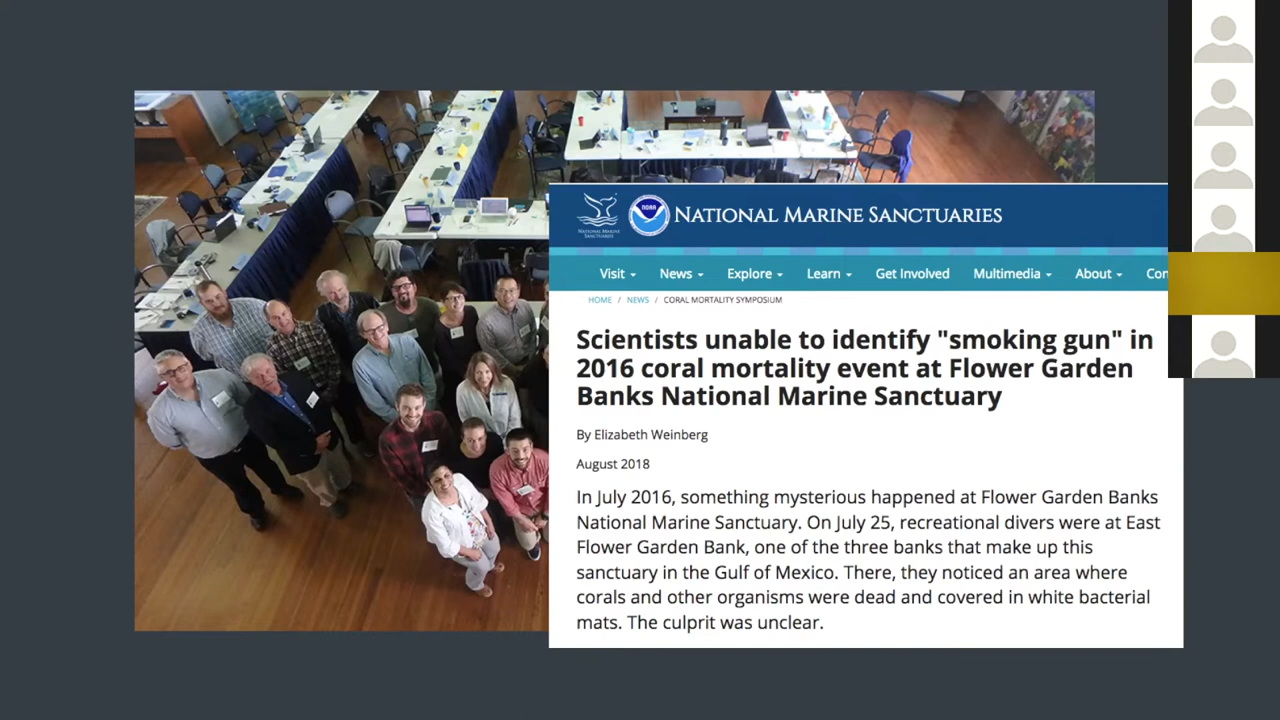 NATIONAL MARINE SANCTUARIES
NOAA
NATIONAL MARINE SANCTUARIES
Visit News Explore Learn Get Involved Multimedia About Con
HOME / NEWS / CORAL MORTALITY SYMPOSIUM
Scientists unable to identify "smoking gun" in
2016 coral mortality event at Flower Garden
Banks National Marine Sanctuary
By Elizabeth Weinberg
August 2018
In July 2016, something mysterious happened at Flower Garden Banks
National Marine Sanctuary. On July 25, recreational divers were at East
Flower Garden Bank, one of the three banks that make up this
sanctuary in the Gulf of Mexico. There, they noticed an area where
corals and other organisms were dead and covered in white bacterial
mats. The culprit was unclear.